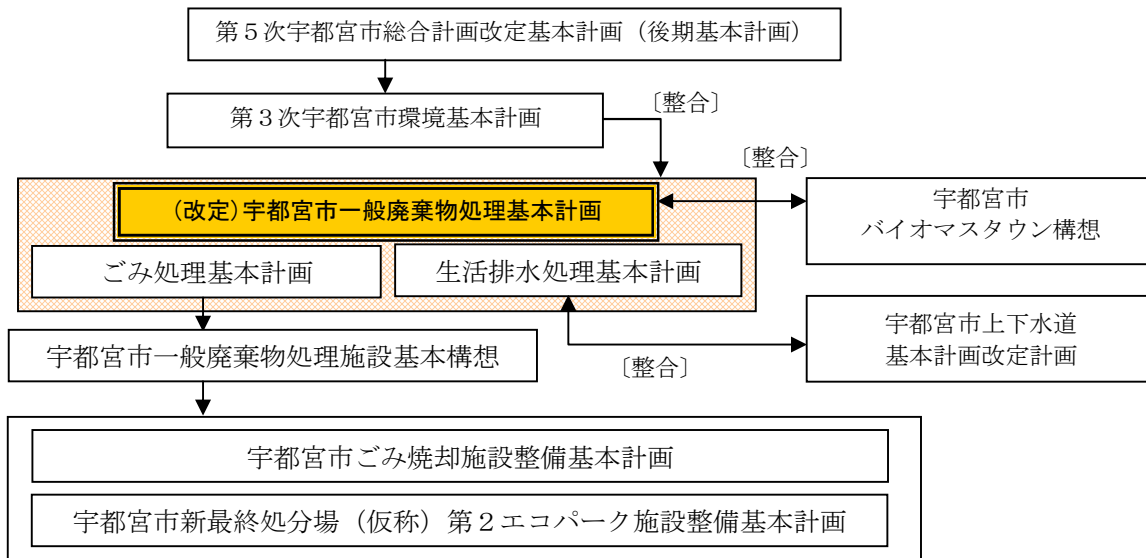 第５次宇都宮市総合計画改定基本計画（後期基本計画）
第３次宇都宮市環境基本計画
〔整合〕
〔整合〕
(改定)宇都宮市一般廃棄物処理基本計画
宇都宮市
バイオマスタウン構想
ごみ処理基本計画
生活排水処理基本計画
宇都宮市上下水道
基本計画改定計画
宇都宮市一般廃棄物処理施設基本構想
〔整合〕
宇都宮市ごみ焼却施設整備基本計画
宇都宮市新最終処分場（仮称）第２エコパーク施設整備基本計画